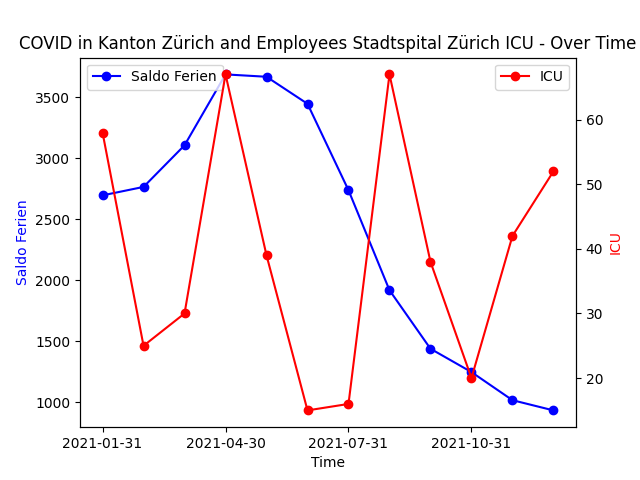 COVID in Kanton Zürich and Employees Stadtspital Zürich ICU - Over Time
Saldo Ferien
ICU
3500
3000
2500
2000
1500
1000
Saldo Ferien
60
50
40
30
20
ICU
2021-01-31
2021-04-30
2021-07-31
2021-10-31
Time